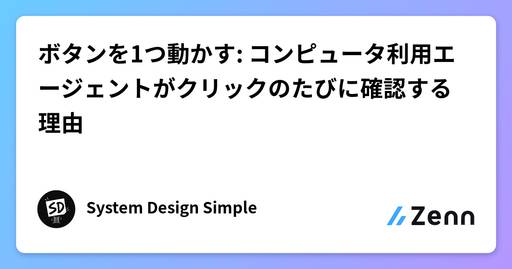 ボタンを1つ動かす: コンピュータ利用エ
ージェントがクリックのたびに確認する
理由
SD
System Design Simple
Zenn